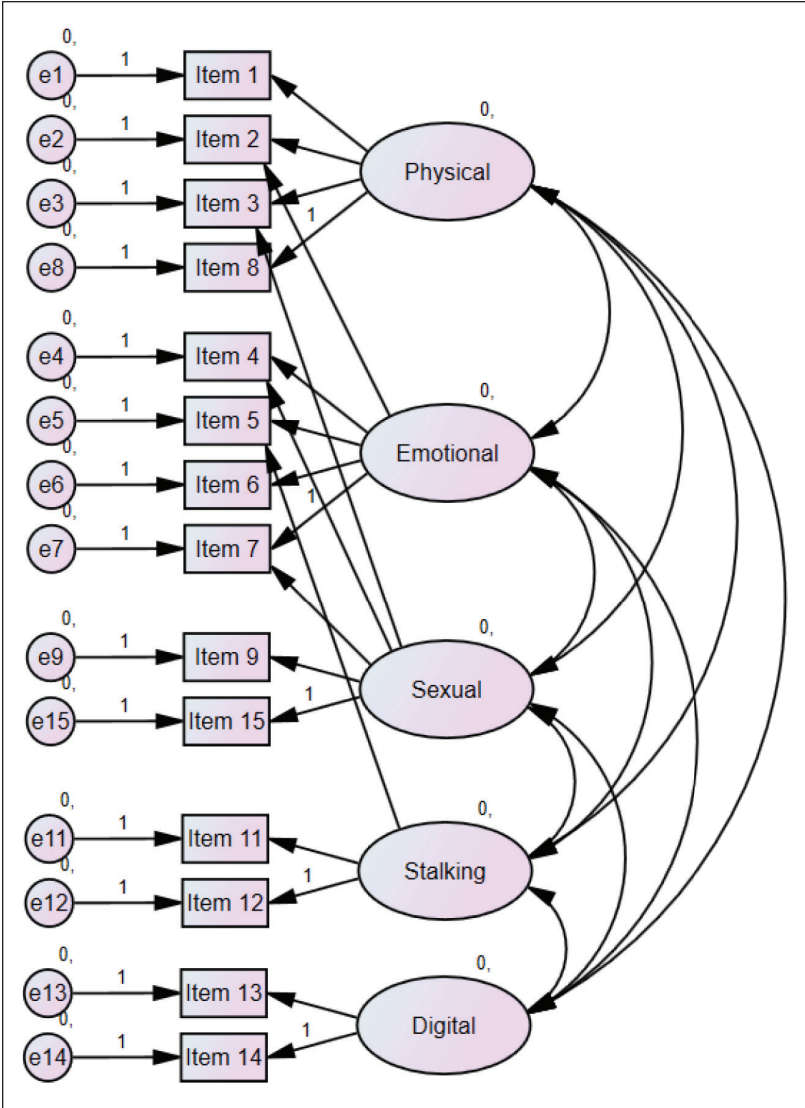 0,
e1 1 Item 1
0,
0,
e2 1 Item 2
Physical
0,
e3 1 Item 3
1
0,
e8 1 Item 8
0,
e4 1 Item 4
0,
0,
e5 1 Item 5
Emotional
0,
e6 1 Item 6
1
0,
e7 1 Item 7
0,
0,
e9 1 Item 9
Sexual
0,
1
e15 1 Item 15
0,
0,
e11 1 Item 11
Stalking
0,
1
e12 1 Item 12
0,
0,
e13 1 Item 13
Digital
0,
1
e14 1 Item 14